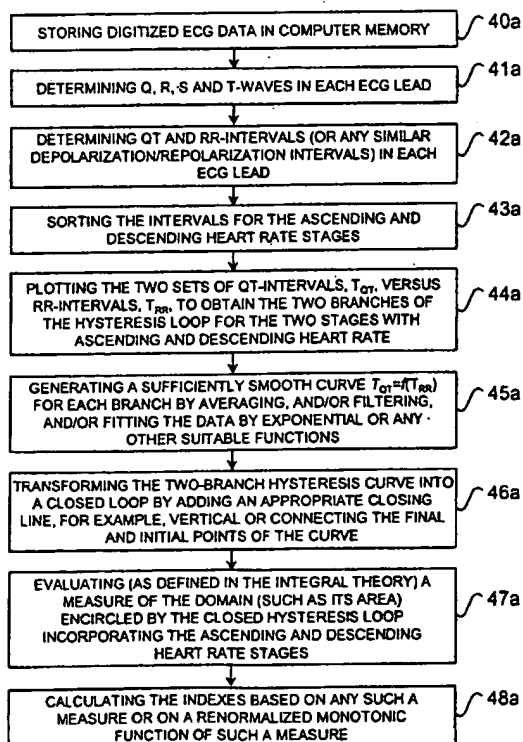 STORING DIGITIZED ECG DATA IN COMPUTER MEMORY
40a
DETERMINING Q, R, S AND T-WAVES IN EACH ECG LEAD
41a
DETERMINING QT AND RR-INTERVALS (OR ANY SIMILAR
DEPOLARIZATION/REPOLARIZATION INTERVALS) IN EACH
ECG LEAD
42a
SORTING THE INTERVALS FOR THE ASCENDING AND
DESCENDING HEART RATE STAGES
43a
PLOTTING THE TWO SETS OF QT-INTERVALS, TQT, VERSUS
RR-INTERVALS, TRR, TO OBTAIN THE TWO BRANCHES OF
THE HYSTERESIS LOOP FOR THE TWO STAGES WITH
ASCENDING AND DESCENDING HEART RATE
44a
GENERATING A SUFFICIENTLY SMOOTH CURVE TQT=f(TRR)
FOR EACH BRANCH BY AVERAGING, AND/OR FILTERING,
AND/OR FITTING THE DATA BY EXPONENTIAL OR ANY
OTHER SUITABLE FUNCTIONS
45a
TRANSFORMING THE TWO-BRANCH HYSTERESIS CURVE INTO
A CLOSED LOOP BY ADDING AN APPROPRIATE CLOSING
LINE, FOR EXAMPLE, VERTICAL OR CONNECTING THE FINAL
AND INITIAL POINTS OF THE CURVE
46a
EVALUATING (AS DEFINED IN THE INTEGRAL THEORY) A
MEASURE OF THE DOMAIN (SUCH AS ITS AREA)
ENCIRCLED BY THE CLOSED HYSTERESIS LOOP
INCORPORATING THE ASCENDING AND DESCENDING
HEART RATE STAGES
47a
CALCULATING THE INDEXES BASED ON ANY SUCH A
MEASURE OR ON A RENORMALIZED MONOTONIC
FUNCTION OF SUCH A MEASURE
48a